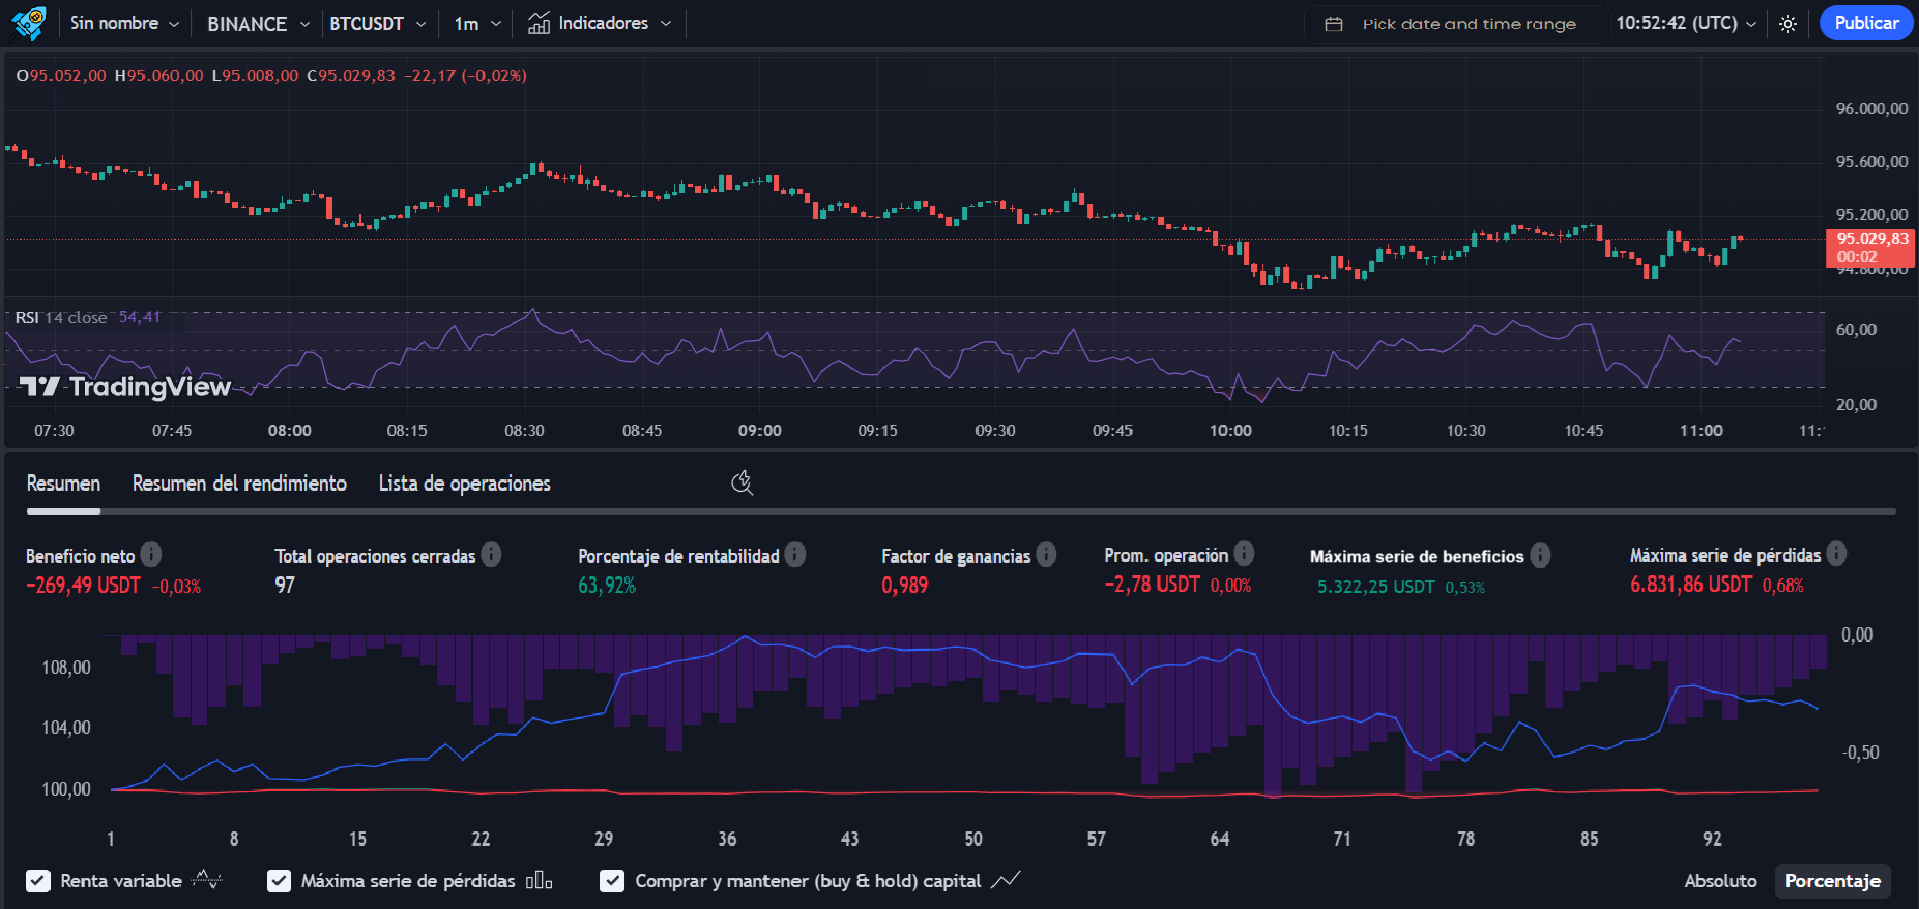 Sin nombre BINANCE BTCUSDT 1m Indicadores Pick date and time range 10:52:42 (UTC) Publicar
O95.052,00 H95.060,00 L95.008,00 C95.029,83 −22,17 (−0,02%)
96.000,00
95.600,00
95.200,00
95.029,83
00:02
94.800,00
RSI 14 close 54,41
60,00
TradingView
20,00
07:30 07:45 08:00 08:15 08:30 08:45 09:00 09:15 09:30 09:45 10:00 10:15 10:30 10:45 11:00 11:
Resumen Resumen del rendimiento Lista de operaciones
Beneficio neto Total operaciones cerradas Porcentaje de rentabilidad Factor de ganancias Prom. operación Máxima serie de beneficios Máxima serie de pérdidas
−269,49 USDT −0,03% 97 63,92% 0,989 −2,78 USDT 0,00% 5.322,25 USDT 0,53% 6.831,86 USDT 0,68%
0,00
108,00
104,00
-0,50
100,00
1 8 15 22 29 36 43 50 57 64 71 78 85 92
Renta variable Máxima serie de pérdidas Comprar y mantener (buy & hold) capital Absoluto Porcentaje